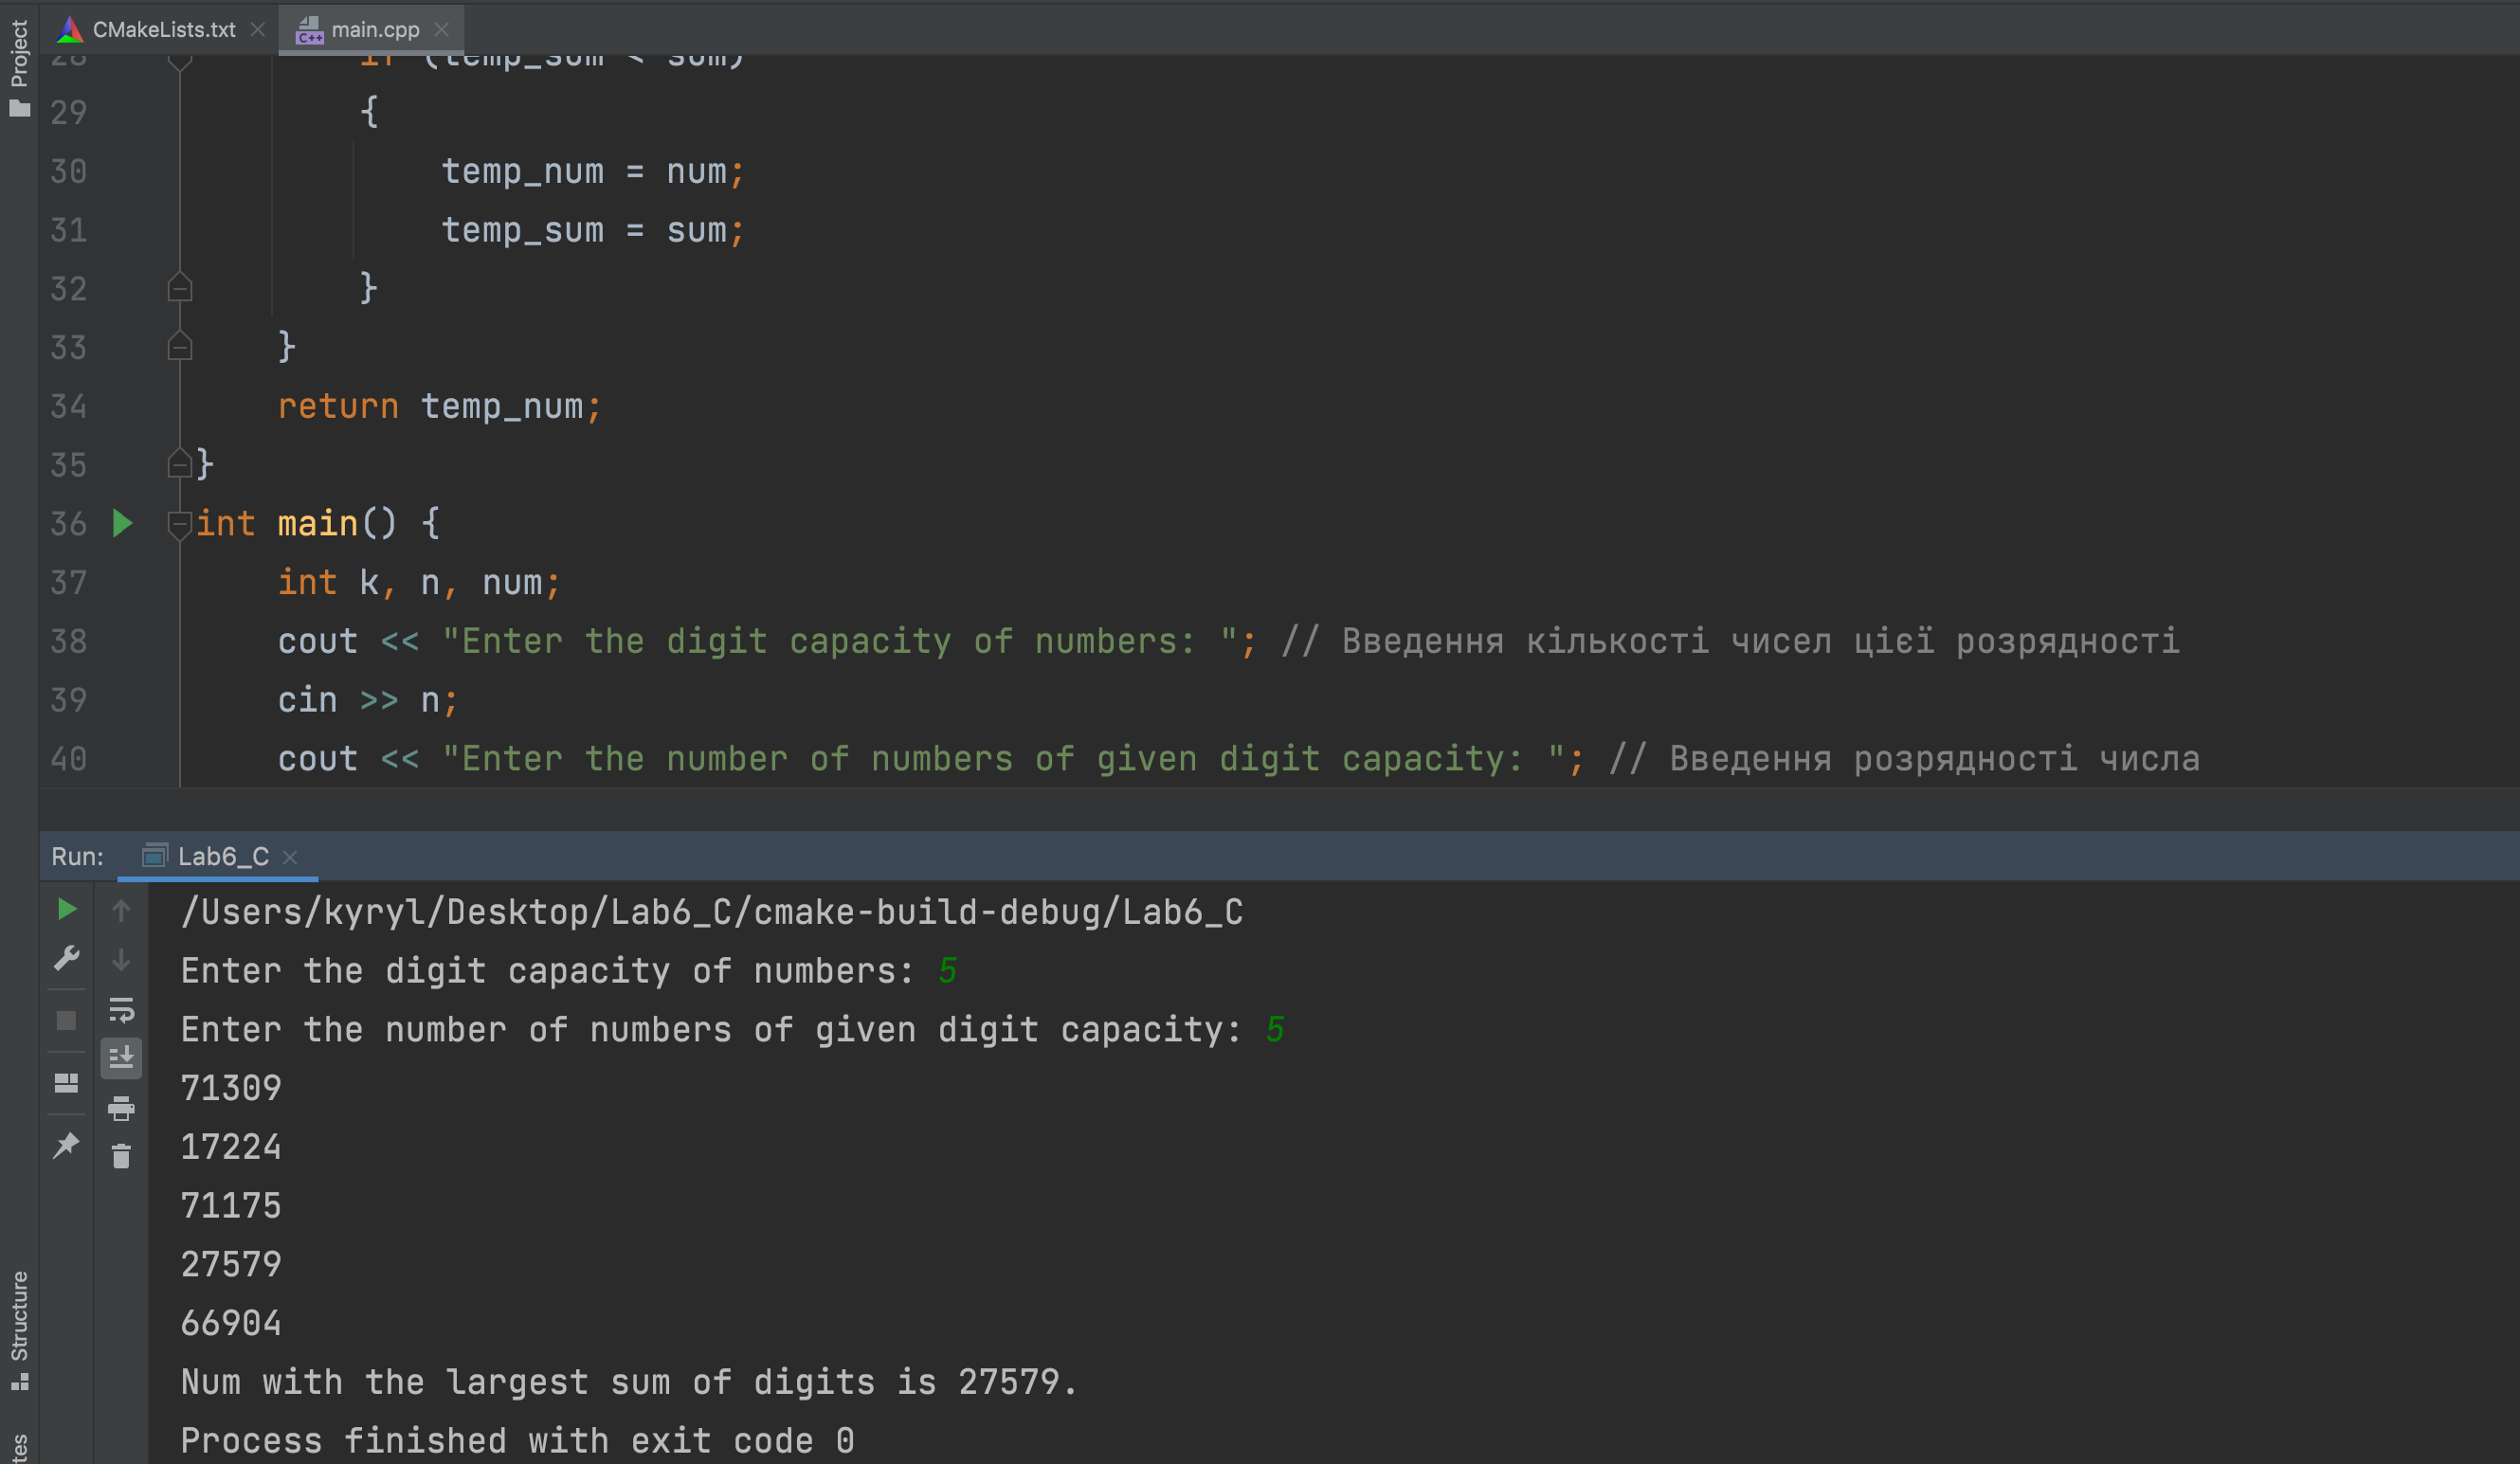 Project
CMakeLists.txt
main.cpp
28 if (temp_sum < sum)
29 {
30 temp_num = num;
31 temp_sum = sum;
32 }
33 }
34 return temp_num;
35 }
36 int main() {
37 int k, n, num;
38 cout << "Enter the digit capacity of numbers: "; // Введення кількості чисел цієї розрядності
39 cin >> n;
40 cout << "Enter the number of numbers of given digit capacity: "; // Введення розрядності числа
Run: Lab6_C
/Users/kyryl/Desktop/Lab6_C/cmake-build-debug/Lab6_C
Enter the digit capacity of numbers: 5
Enter the number of numbers of given digit capacity: 5
71309
17224
71175
27579
66904
Num with the largest sum of digits is 27579.
Process finished with exit code 0
Structure